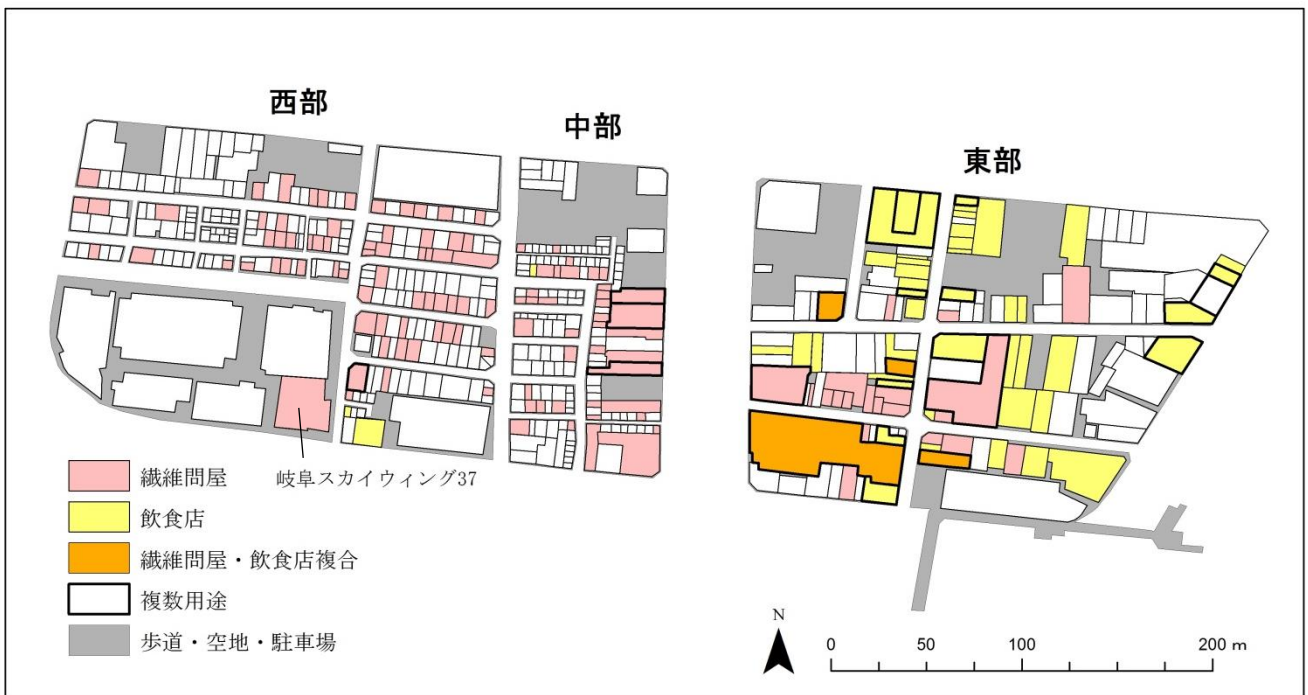 西部
中部
東部
繊維問屋
岐阜スカイウィング37
飲食店
繊維問屋・飲食店複合
複数用途
歩道・空地・駐車場
N
0 50 100 200 m